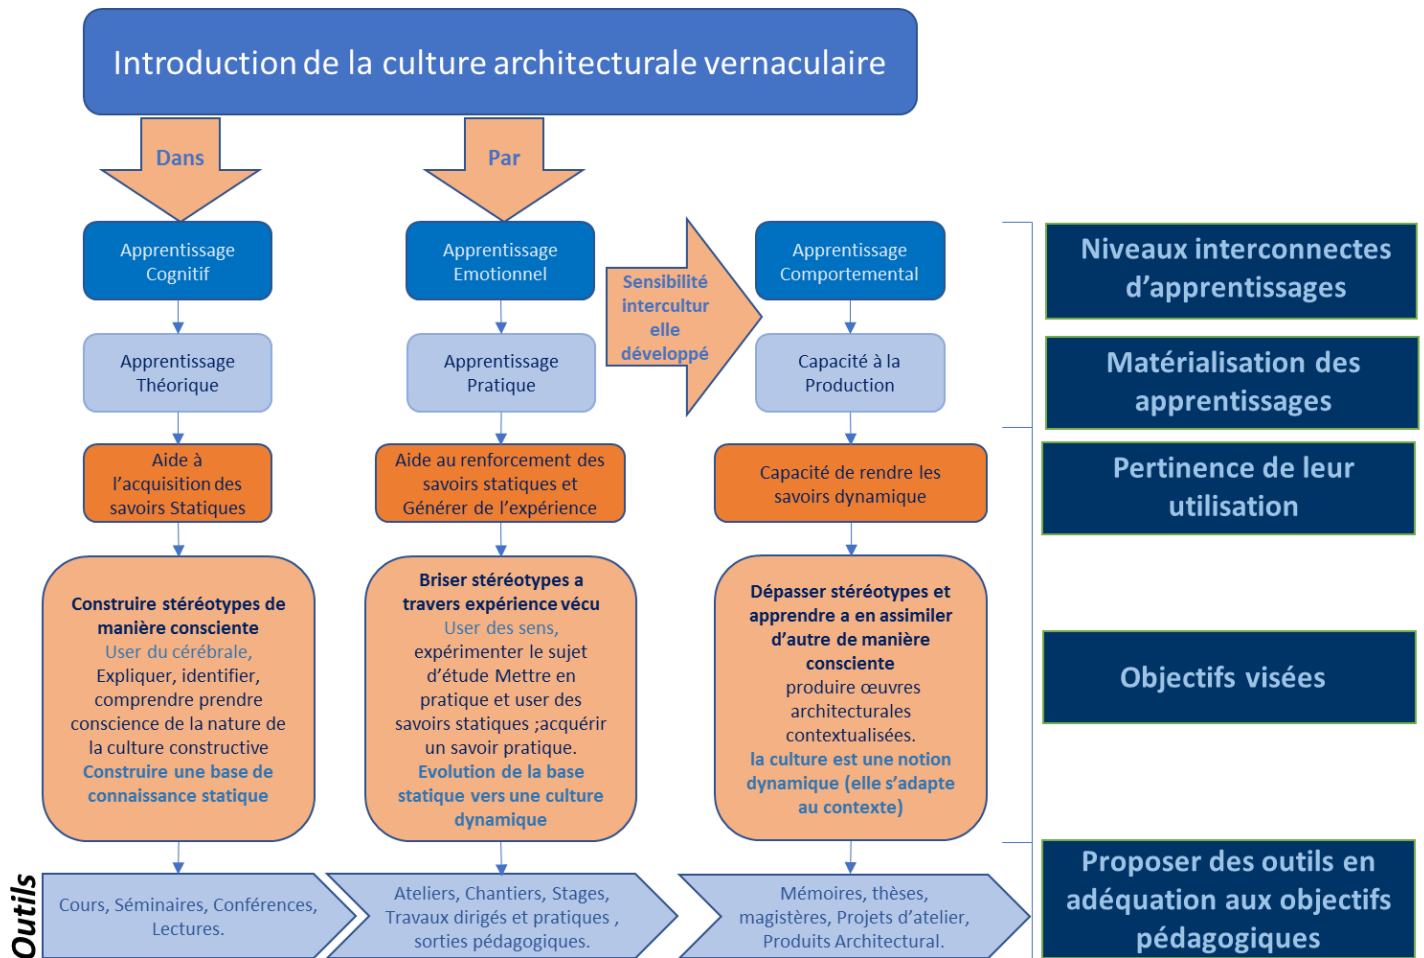 Introduction de la culture architecturale vernaculaire
Dans
Par
Apprentissage
Cognitif
Apprentissage
Emotionnel
Sensibilité
intercultur
elle
développé
Apprentissage
Comportemental
Niveaux interconnectes
d'apprentissages
Apprentissage
Théorique
Apprentissage
Pratique
Capacité à la
Production
Matérialisation des
apprentissages
Aide à
l'acquisition des
savoirs Statiques
Aide au renforcement des
savoirs statiques et
Générer de l'expérience
Capacité de rendre les
savoirs dynamique
Pertinence de leur
utilisation
Construire stéréotypes de
manière consciente
User du cérébrale,
Expliquer, identifier,
comprendre prendre
conscience de la nature de
la culture constructive
Construire une base de
connaissance statique
Briser stéréotypes a
travers expérience vécu
User des sens,
expérimenter le sujet
d'étude Mettre en
pratique et user des
savoirs statiques ;acquérir
un savoir pratique.
Evolution de la base
statique vers une culture
dynamique
Dépasser stéréotypes et
apprendre a en assimiler
d'autre de manière
consciente
produire œuvres
architecturales
contextualisées.
la culture est une notion
dynamique (elle s'adapte
au contexte)
Objectifs visées
Outils
Cours, Séminaires, Conférences,
Lectures.
Ateliers, Chantiers, Stages,
Travaux dirigés et pratiques ,
sorties pédagogiques.
Mémoires, thèses,
magistères, Projets d'atelier,
Produits Architectural.
Proposer des outils en
adéquation aux objectifs
pédagogiques